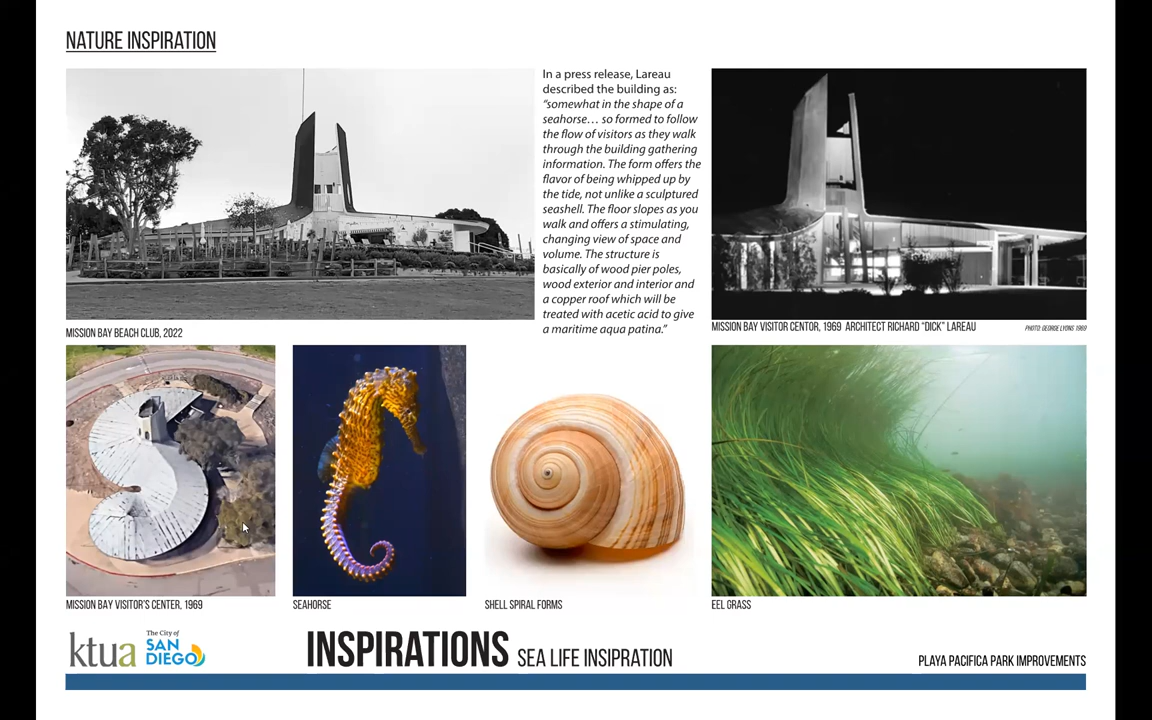 NATURE INSPIRATION
In a press release, Lareau
described the building as:
“somewhat in the shape of a
seahorse… so formed to follow
the flow of visitors as they walk
through the building gathering
information. The form offers the
flavor of being whipped up by
the tide, not unlike a sculptured
seashell. The floor slopes as you
walk and offers a stimulating,
changing view of space and
volume. The structure is
basically of wood pier poles,
wood exterior and interior and
a copper roof which will be
treated with acetic acid to give
a maritime aqua patina.”
MISSION BAY BEACH CLUB, 2022
MISSION BAY VISITOR CENTOR, 1969 ARCHITECT RICHARD “DICK” LAREAU
PHOTO: GEORGE LYONS 1969
MISSION BAY VISITOR'S CENTER, 1969
SEAHORSE
SHELL SPIRAL FORMS
EEL GRASS
ktua
The City of
SAN
DIEGO
INSPIRATIONS SEA LIFE INSIPRATION
PLAYA PACIFICA PARK IMPROVEMENTS